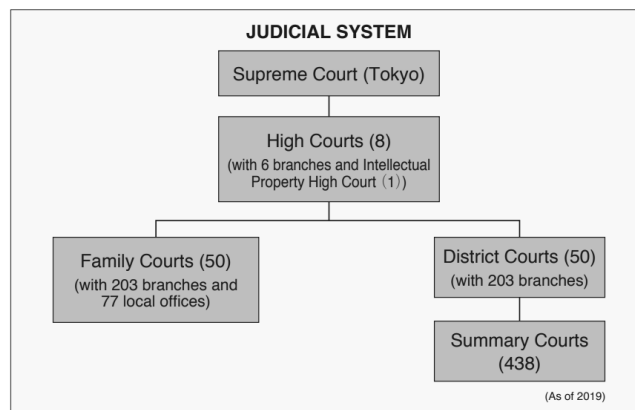 JUDICIAL SYSTEM
Supreme Court (Tokyo)
High Courts (8)
(with 6 branches and Intellectual
Property High Court（1）)
Family Courts (50)
(with 203 branches and
77 local offices)
District Courts (50)
(with 203 branches)
Summary Courts
(438)
(As of 2019)